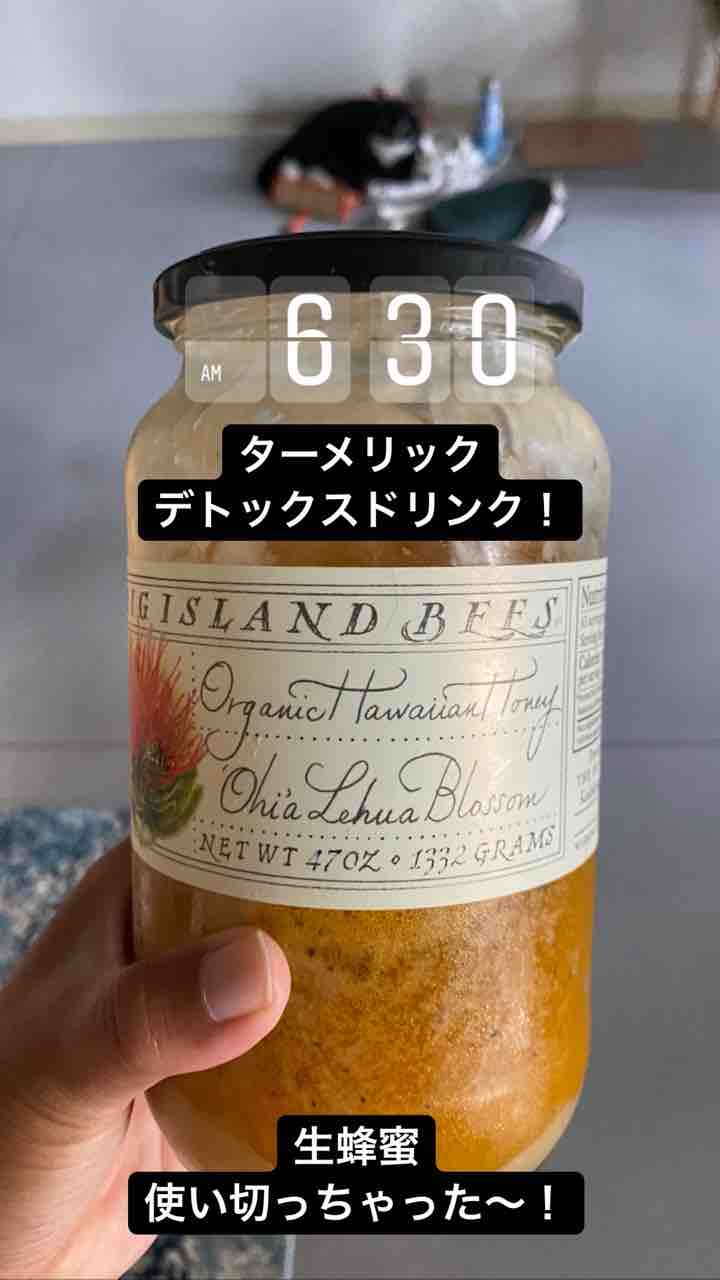 AM 6 30
ターメリック
デトックスドリンク！
IG ISLAND BEES
Organic Hawaiian Honey
'Ohi'a Lehua Blossom
NET WT 47OZ • 1332 GRAMS
生蜂蜜
使い切っちゃった〜！